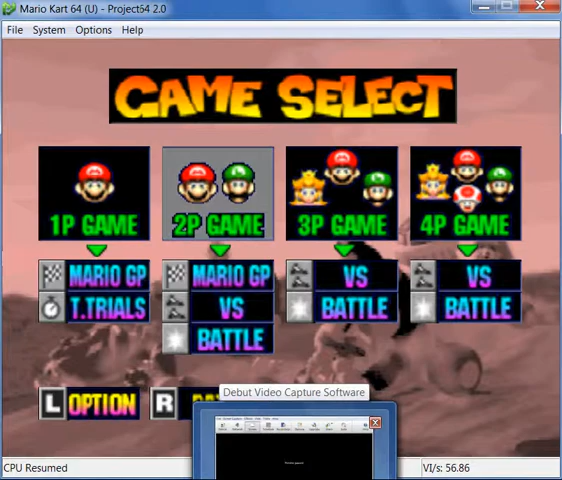 Mario Kart 64 (U) - Project64 2.0
File System Options Help
GAME SELECT
1P GAME 2P GAME 3P GAME 4P GAME
MARIO GP MARIO GP VS VS
T.TRIALS VS BATTLE BATTLE
BATTLE
Debut Video Capture Software
L OPTION R
CPU Resumed VI/s: 56.86